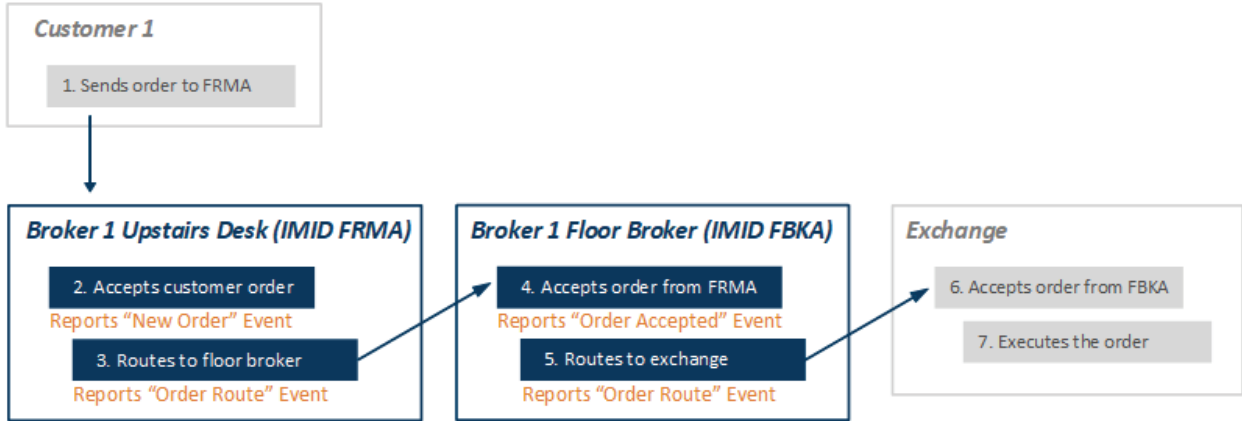 Customer 1
1. Sends order to FRMA
Broker 1 Upstairs Desk (IMID FRMA)
2. Accepts customer order
Reports “New Order” Event
3. Routes to floor broker
Reports “Order Route” Event
Broker 1 Floor Broker (IMID FBKA)
4. Accepts order from FRMA
Reports “Order Accepted” Event
5. Routes to exchange
Reports “Order Route” Event
Exchange
6. Accepts order from FBKA
7. Executes the order